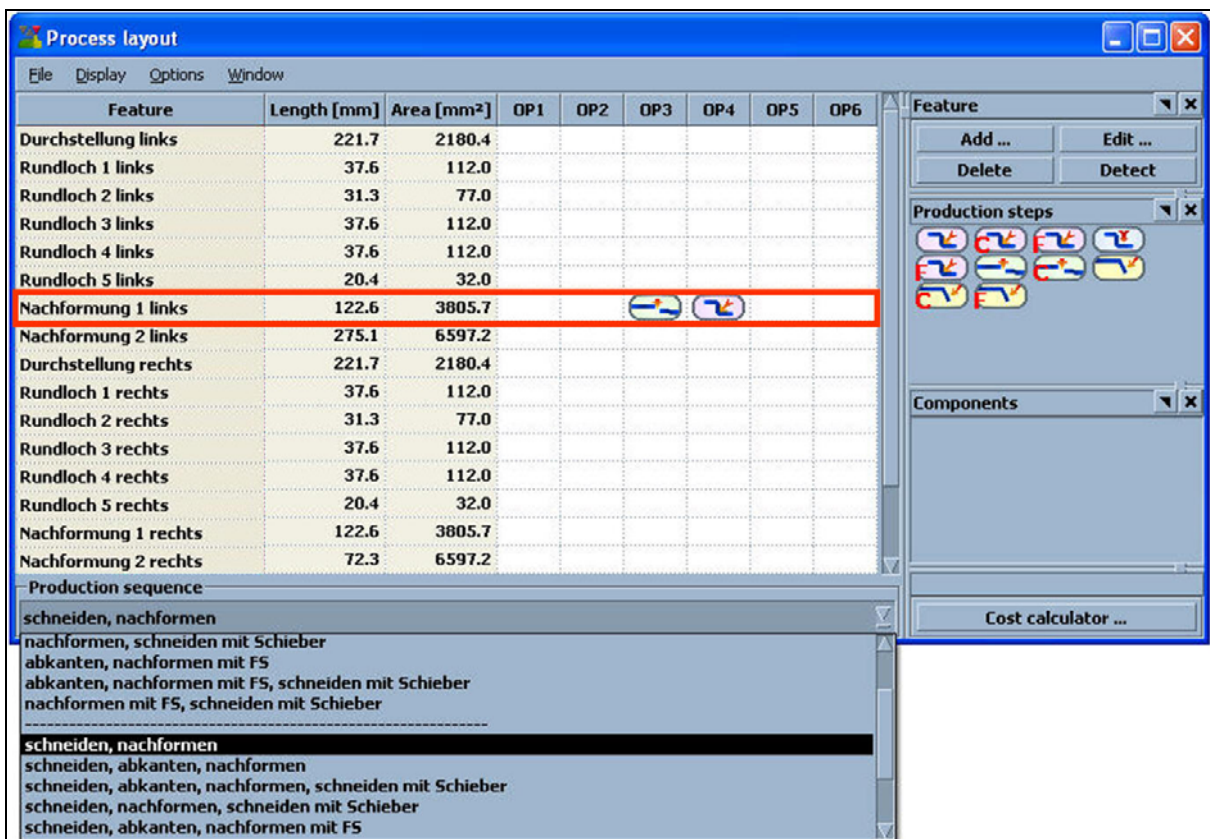 Process layout
File Display Options Window
Feature Length [mm] Area [mm²] OP1 OP2 OP3 OP4 OP5 OP6
Durchstellung links 221.7 2180.4
Rundloch 1 links 37.6 112.0
Rundloch 2 links 31.3 77.0
Rundloch 3 links 37.6 112.0
Rundloch 4 links 37.6 112.0
Rundloch 5 links 20.4 32.0
Nachformung 1 links 122.6 3805.7
Nachformung 2 links 275.1 6597.2
Durchstellung rechts 221.7 2180.4
Rundloch 1 rechts 37.6 112.0
Rundloch 2 rechts 31.3 77.0
Rundloch 3 rechts 37.6 112.0
Rundloch 4 rechts 37.6 112.0
Rundloch 5 rechts 20.4 32.0
Nachformung 1 rechts 122.6 3805.7
Nachformung 2 rechts 72.3 6597.2
Production sequence
schneiden, nachformen
nachformen, schneiden mit Schieber
abkanten, nachformen mit FS
abkanten, nachformen mit FS, schneiden mit Schieber
nachformen mit FS, schneiden mit Schieber
----------------------------------------------------------
schneiden, nachformen
schneiden, abkanten, nachformen
schneiden, abkanten, nachformen, schneiden mit Schieber
schneiden, nachformen, schneiden mit Schieber
schneiden, abkanten, nachformen mit FS
Feature
Add ... Edit ...
Delete Detect
Production steps
C F
F C
C F
Components
Cost calculator ...